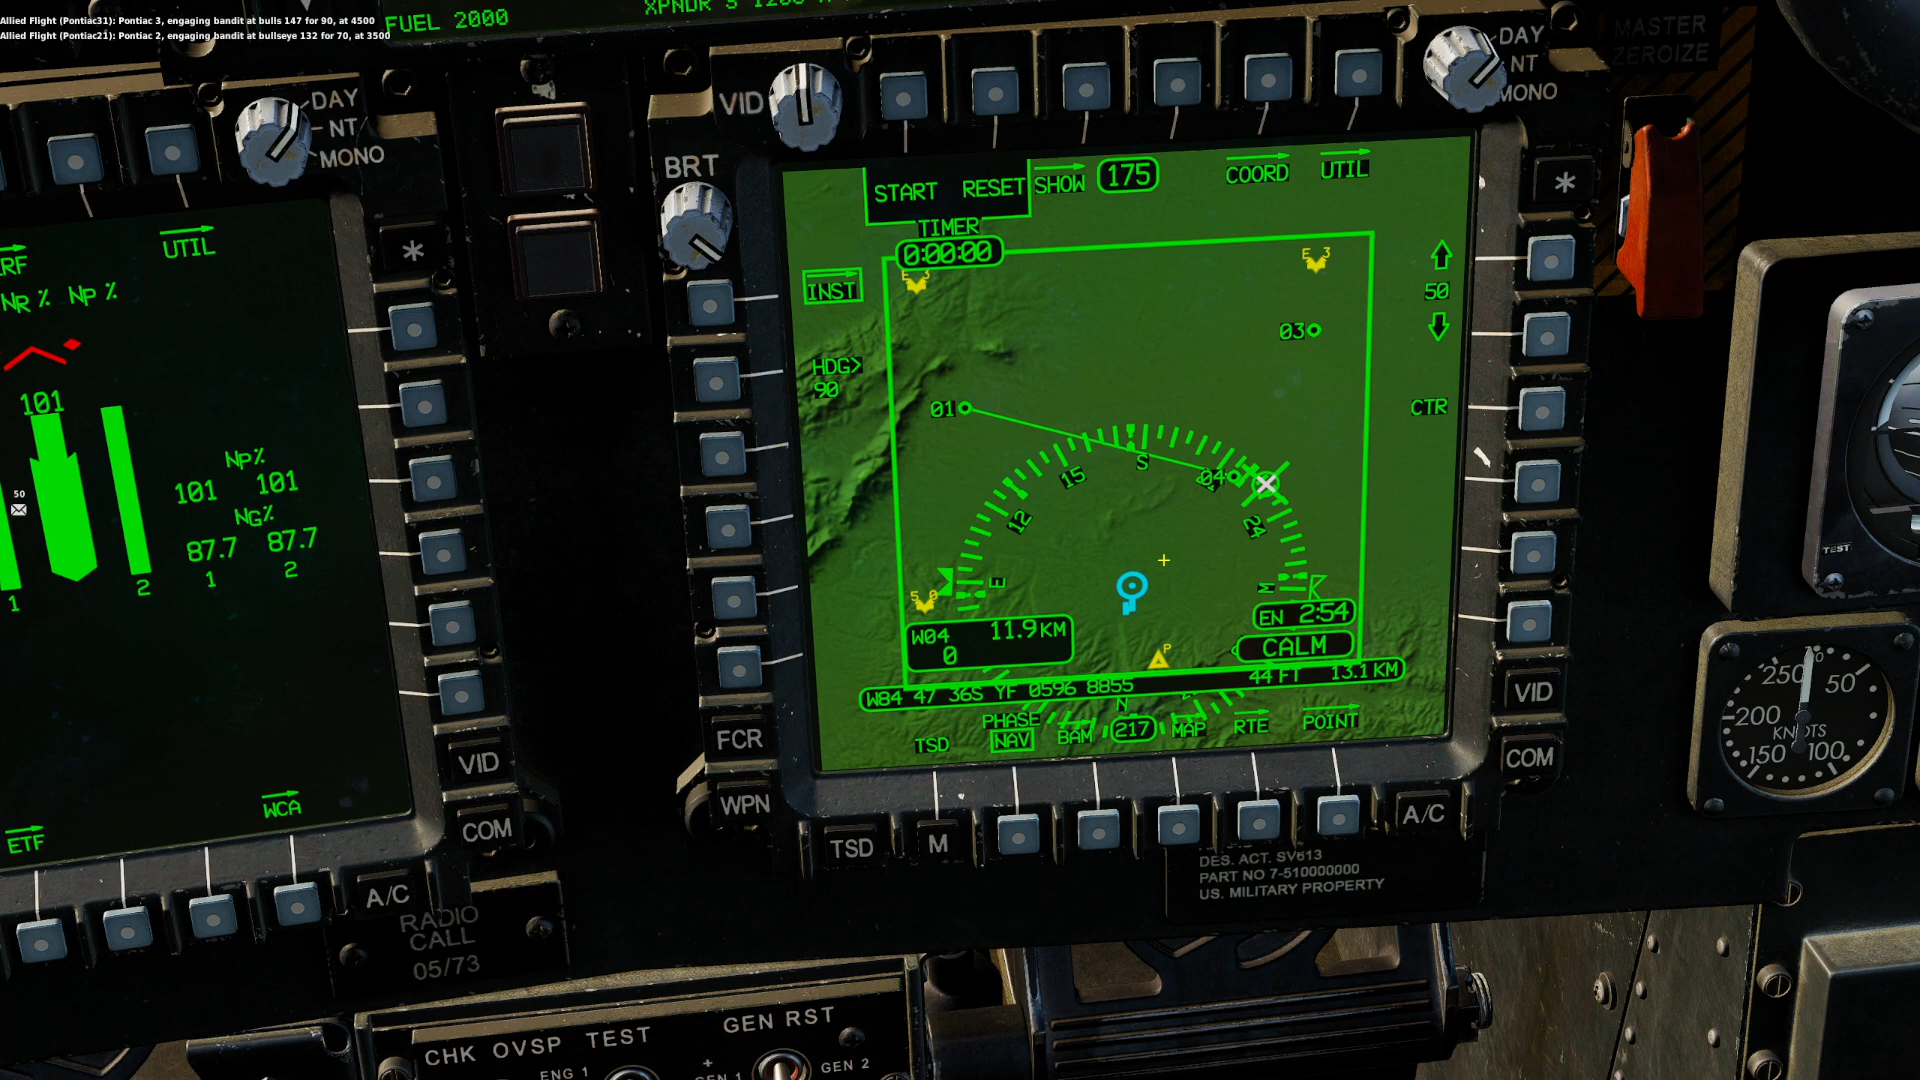 Allied Flight (Pontiac31): Pontiac 3, engaging bandit at bulls 147 for 90, at 4500
Allied Flight (Pontiac21): Pontiac 2, engaging bandit at bullseye 132 for 70, at 3500
FUEL 2000
DAY
NT
MONO
VID
BRT
DAY
NT
MONO
MASTER
ZEROIZE
UTIL
NR % NP %
101
NP%
101 101
NG%
87.7 87.7
1 2
1
2
50
WCA
ETF
VID
COM
A/C
RADIO
CALL
05/73
START RESET
TIMER
0:00:00
SHOW
175
COORD
UTIL
INST
HDG>
90
50
CTR
03
01
04
12
15
S
24
E
W04 11.9KM
0
EN 2:54
CALM
P
W84 47 36S YF 0596 8855 44 FT 13.1 KM
N
TSD
PHASE
NAV
BAM
217
MAP
RTE
POINT
FCR
WPN
TSD
M
A/C
VID
COM
DES. ACT. SV613
PART NO 7-510000000
US. MILITARY PROPERTY
TEST
250
50
200
KNOTS
150
100
CHK OVSP TEST
ENG 1
GEN RST
GEN 1
GEN 2